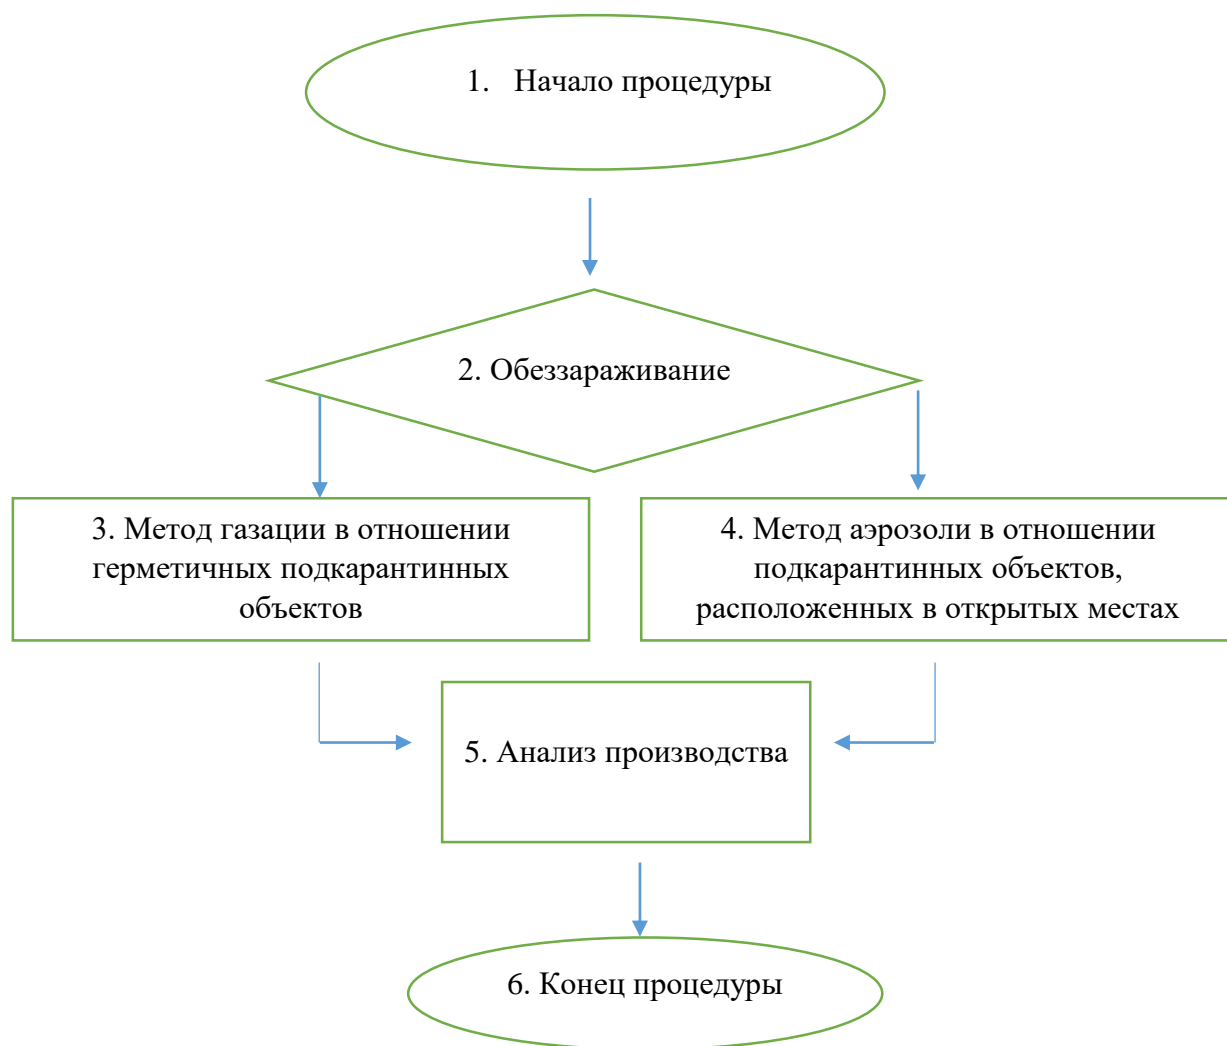 1. Начало процедуры
2. Обеззараживание
3. Метод газации в отношении
герметичных подкарантинных
объектов
4. Метод аэрозоли в отношении
подкарантинных объектов,
расположенных в открытых местах
5. Анализ производства
6. Конец процедуры